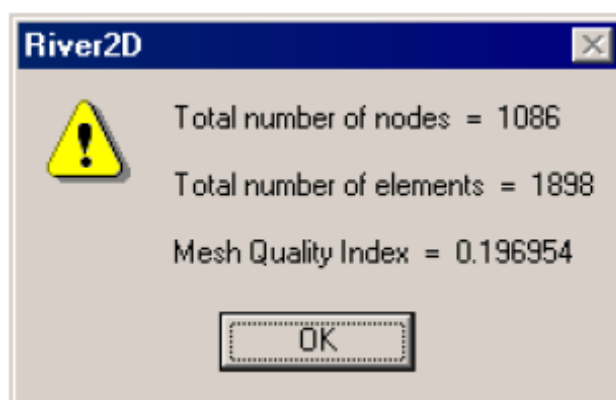 River2D
Total number of nodes = 1086
Total number of elements = 1898
Mesh Quality Index = 0.196954
OK